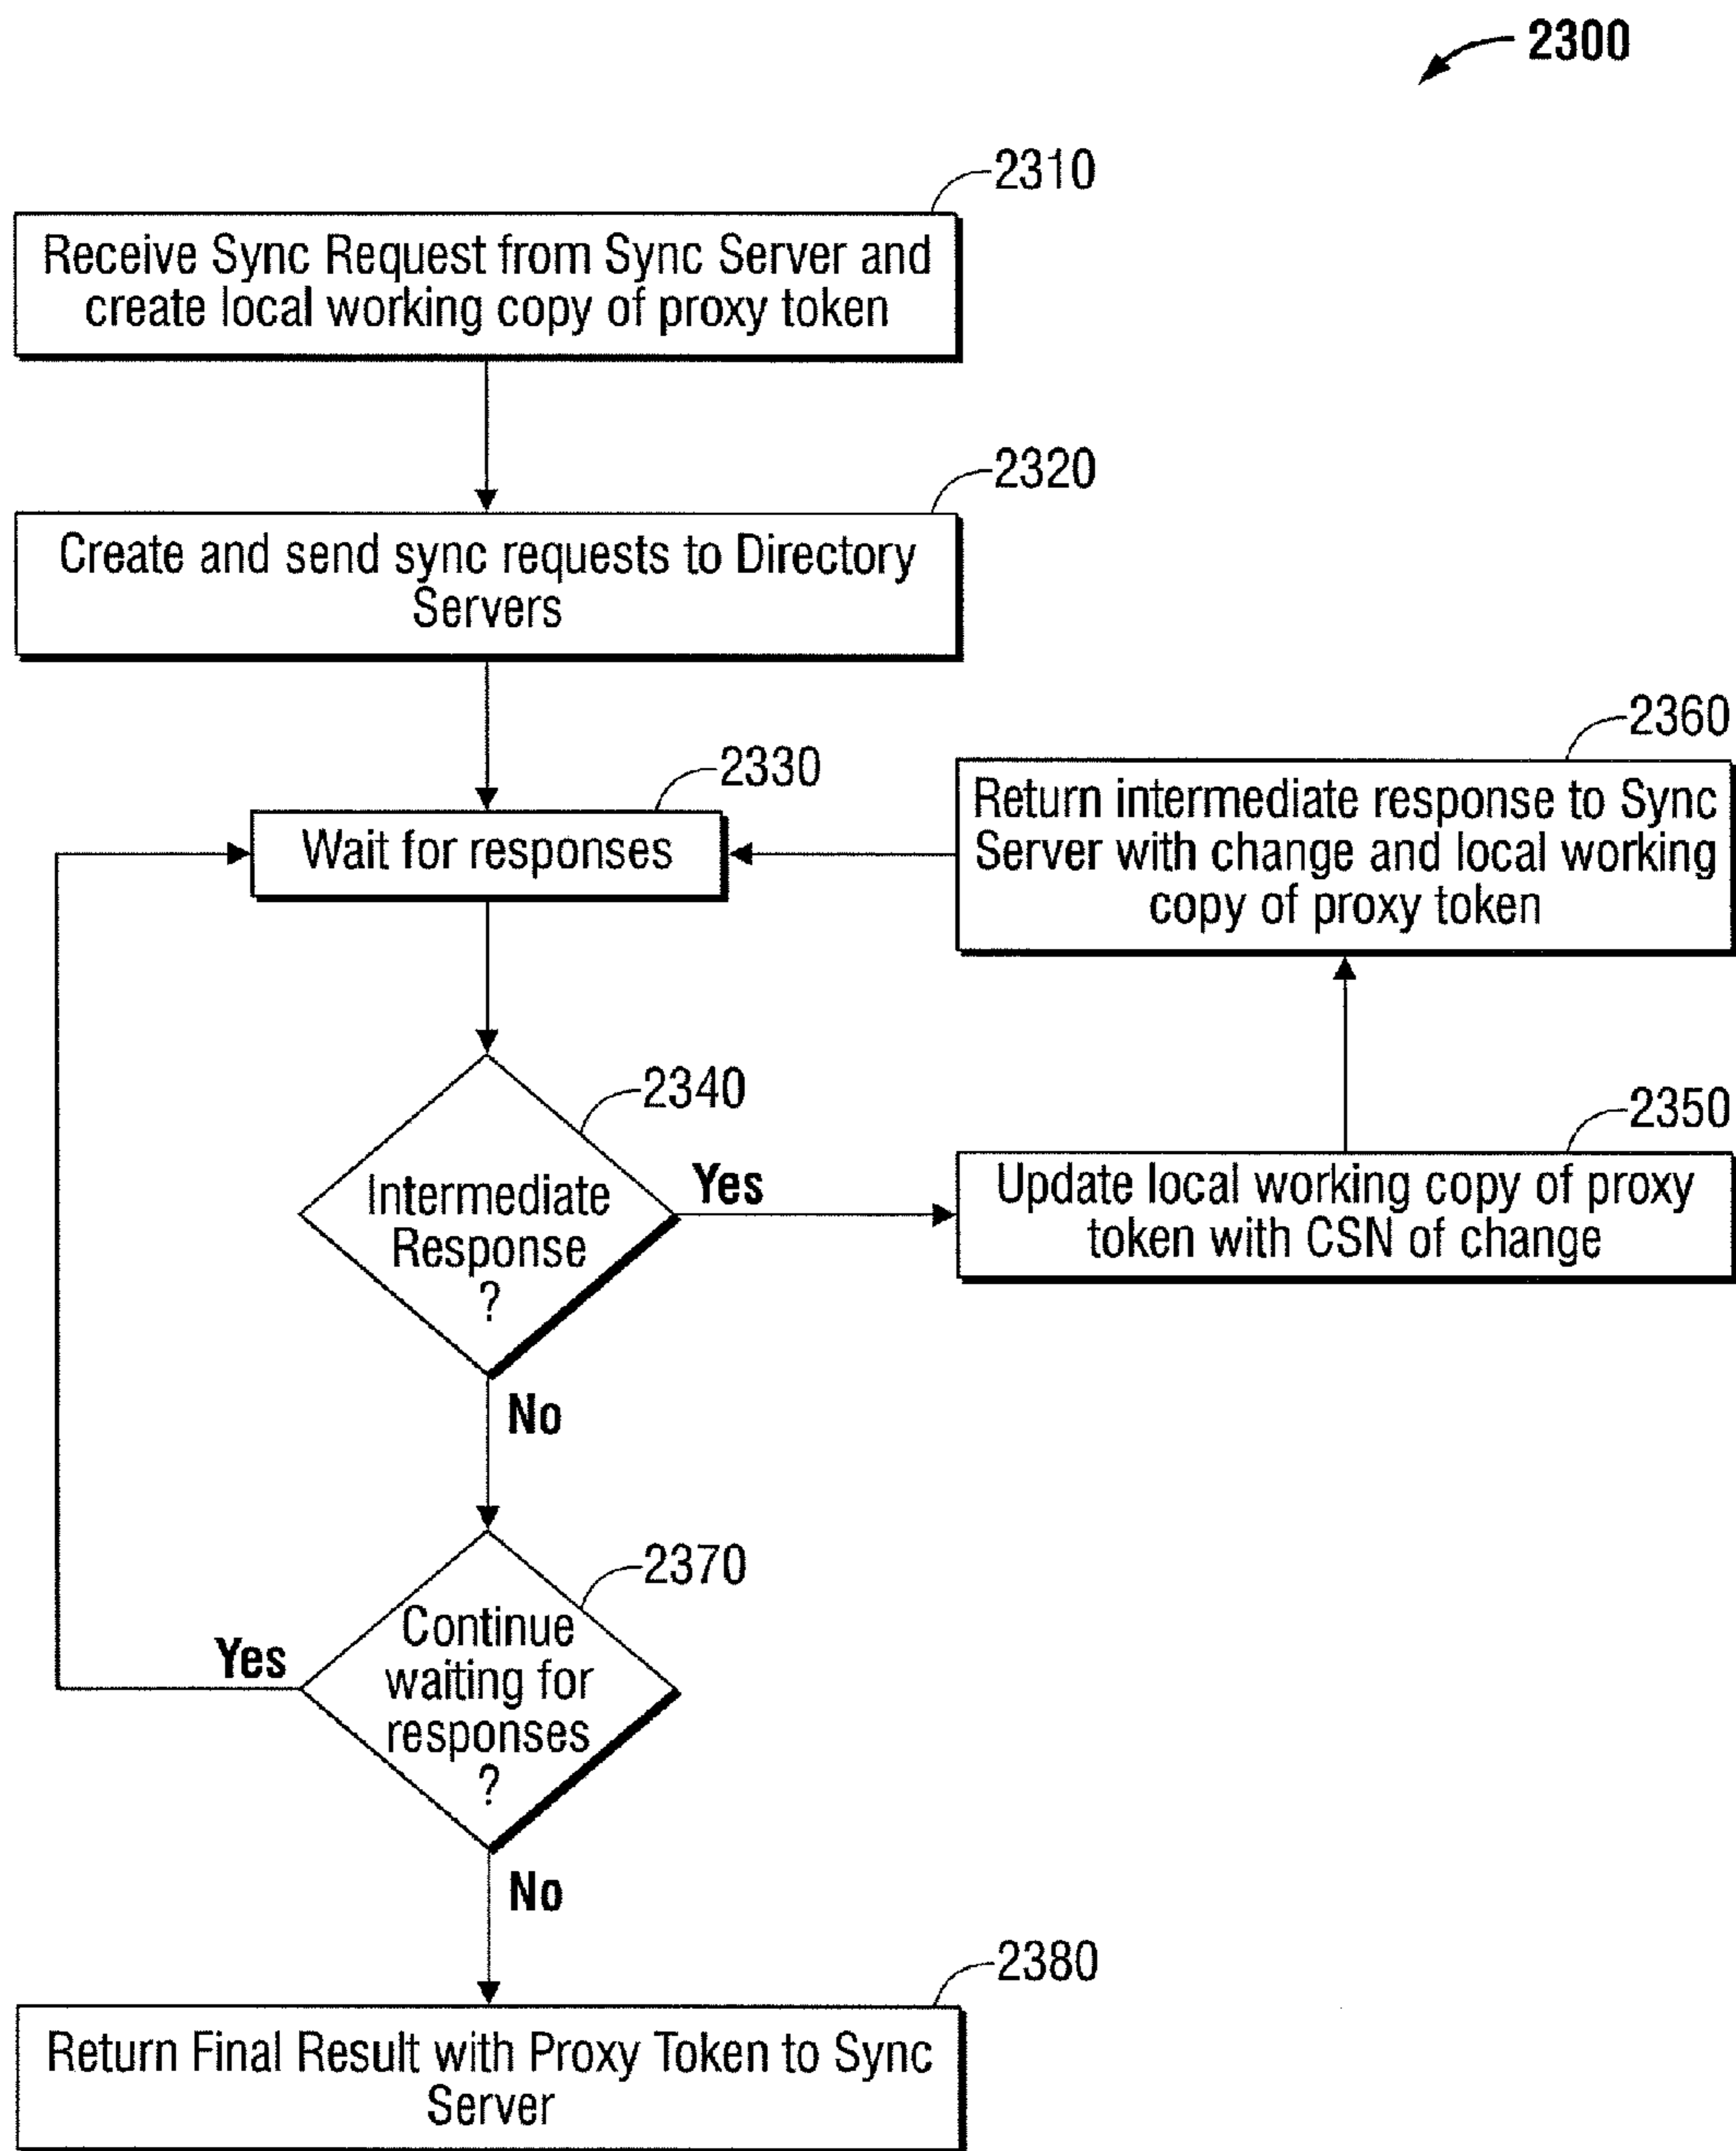 2300
2310
Receive Sync Request from Sync Server and
create local working copy of proxy token
2320
Create and send sync requests to Directory
Servers
2330
Wait for responses
2360
Return intermediate response to Sync
Server with change and local working
copy of proxy token
2340
Intermediate
Response
?
Yes
2350
Update local working copy of proxy
token with CSN of change
No
2370
Continue
waiting for
responses
?
Yes
No
2380
Return Final Result with Proxy Token to Sync
Server